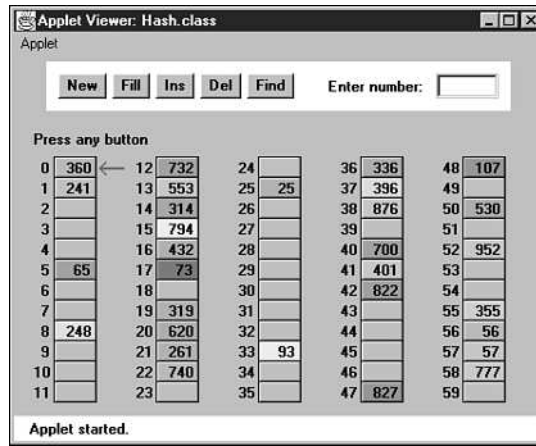 Applet Viewer: Hash.class
Applet
New Fill Ins Del Find Enter number:
Press any button
0 360 12 732 24 36 336 48 107
1 241 13 553 25 25 37 396 49
2 14 314 26 38 876 50 530
3 15 794 27 39 51
4 16 432 28 40 700 52 952
5 65 17 73 29 41 401 53
6 18 30 42 822 54
7 19 319 31 43 55 355
8 248 20 620 32 44 56 56
9 21 261 33 93 45 57 57
10 22 740 34 46 58 777
11 23 35 47 827 59
Applet started.